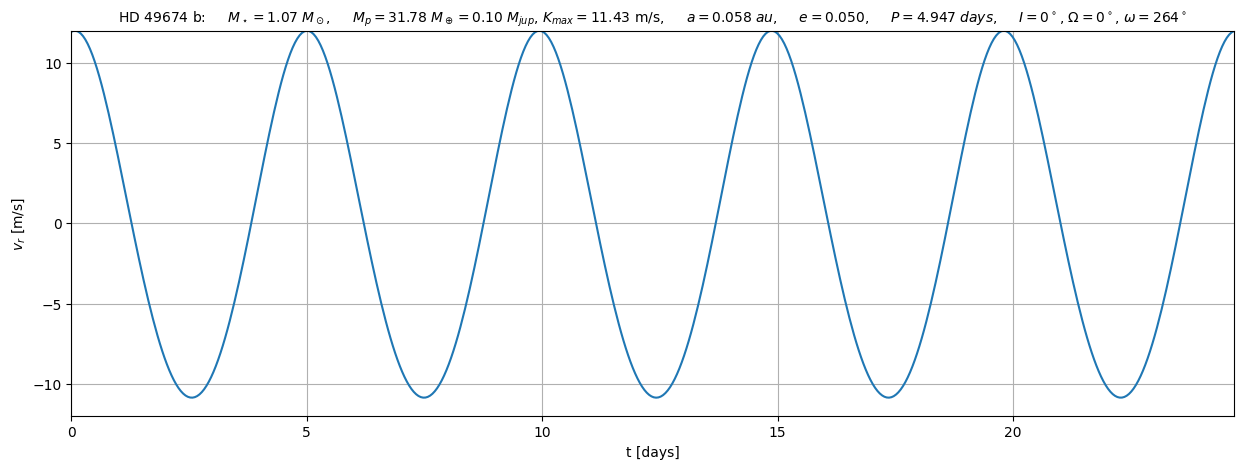 HD 49674 b: M⋆ = 1.07 M⊙, Mp = 31.78 M⊕ = 0.10 Mjup, Kmax = 11.43 m/s, a = 0.058 au, e = 0.050, P = 4.947 days, I = 0°, Ω = 0°, ω = 264°
10
5
0
−5
−10
vr [m/s]
0 5 10 15 20
t [days]